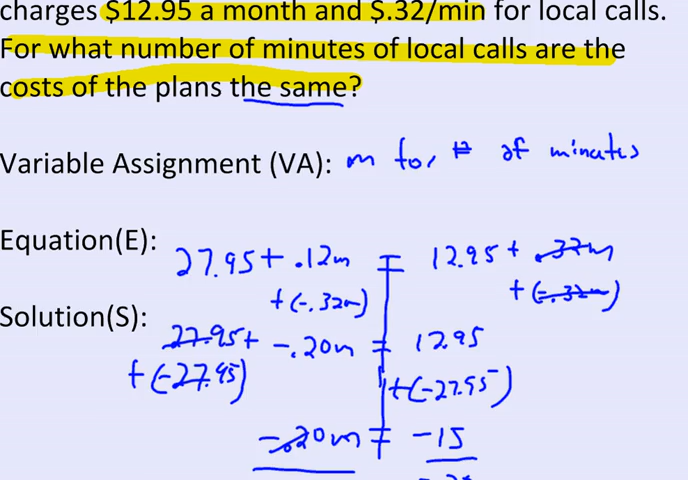 charges $12.95 a month and $.32/min for local calls.
For what number of minutes of local calls are the
costs of the plans the same?
Variable Assignment (VA): m for # of minutes
Equation(E): 27.95 + .12m = 12.95 + .32m
+(-.32m) +(-.32m)
Solution(S): 27.95 + -.20m = 12.95
+(-27.95) +(-27.95)
-.20m = -15